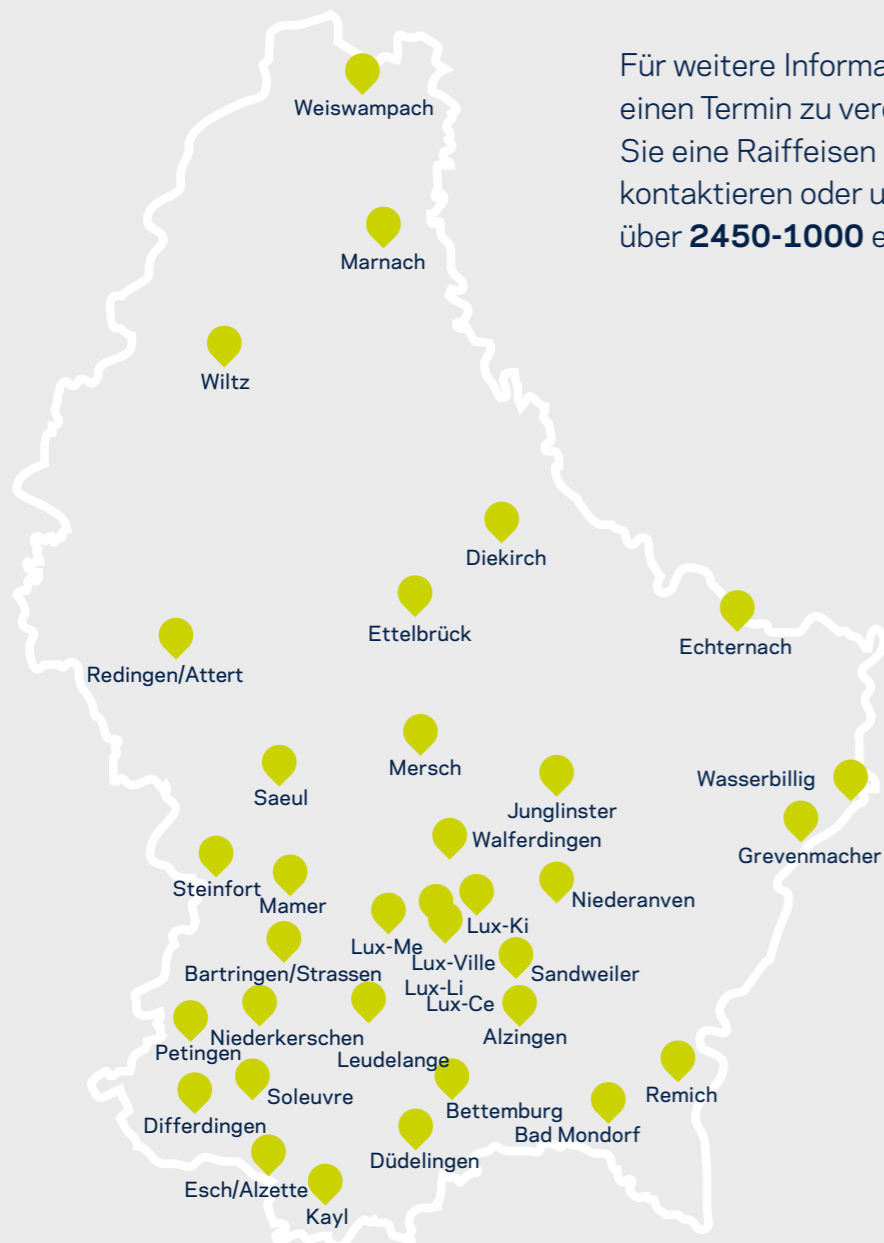 Für weitere Informa
einen Termin zu ver
Sie eine Raiffeisen
kontaktieren oder u
über 2450-1000 e
Weiswampach
Marnach
Wiltz
Diekirch
Ettelbrück
Echternach
Redingen/Attert
Mersch
Saeul
Wasserbillig
Junglinster
Walferdingen
Grevenmacher
Steinfort
Mamer
Niederanven
Lux-Ki
Lux-Me
Lux-Ville
Bartringen/Strassen
Sandweiler
Lux-Li
Lux-Ce
Niederkerschen
Alzingen
Petingen
Leudelange
Soleuvre
Remich
Bettemburg
Differdingen
Bad Mondorf
Düdelingen
Esch/Alzette
Kayl